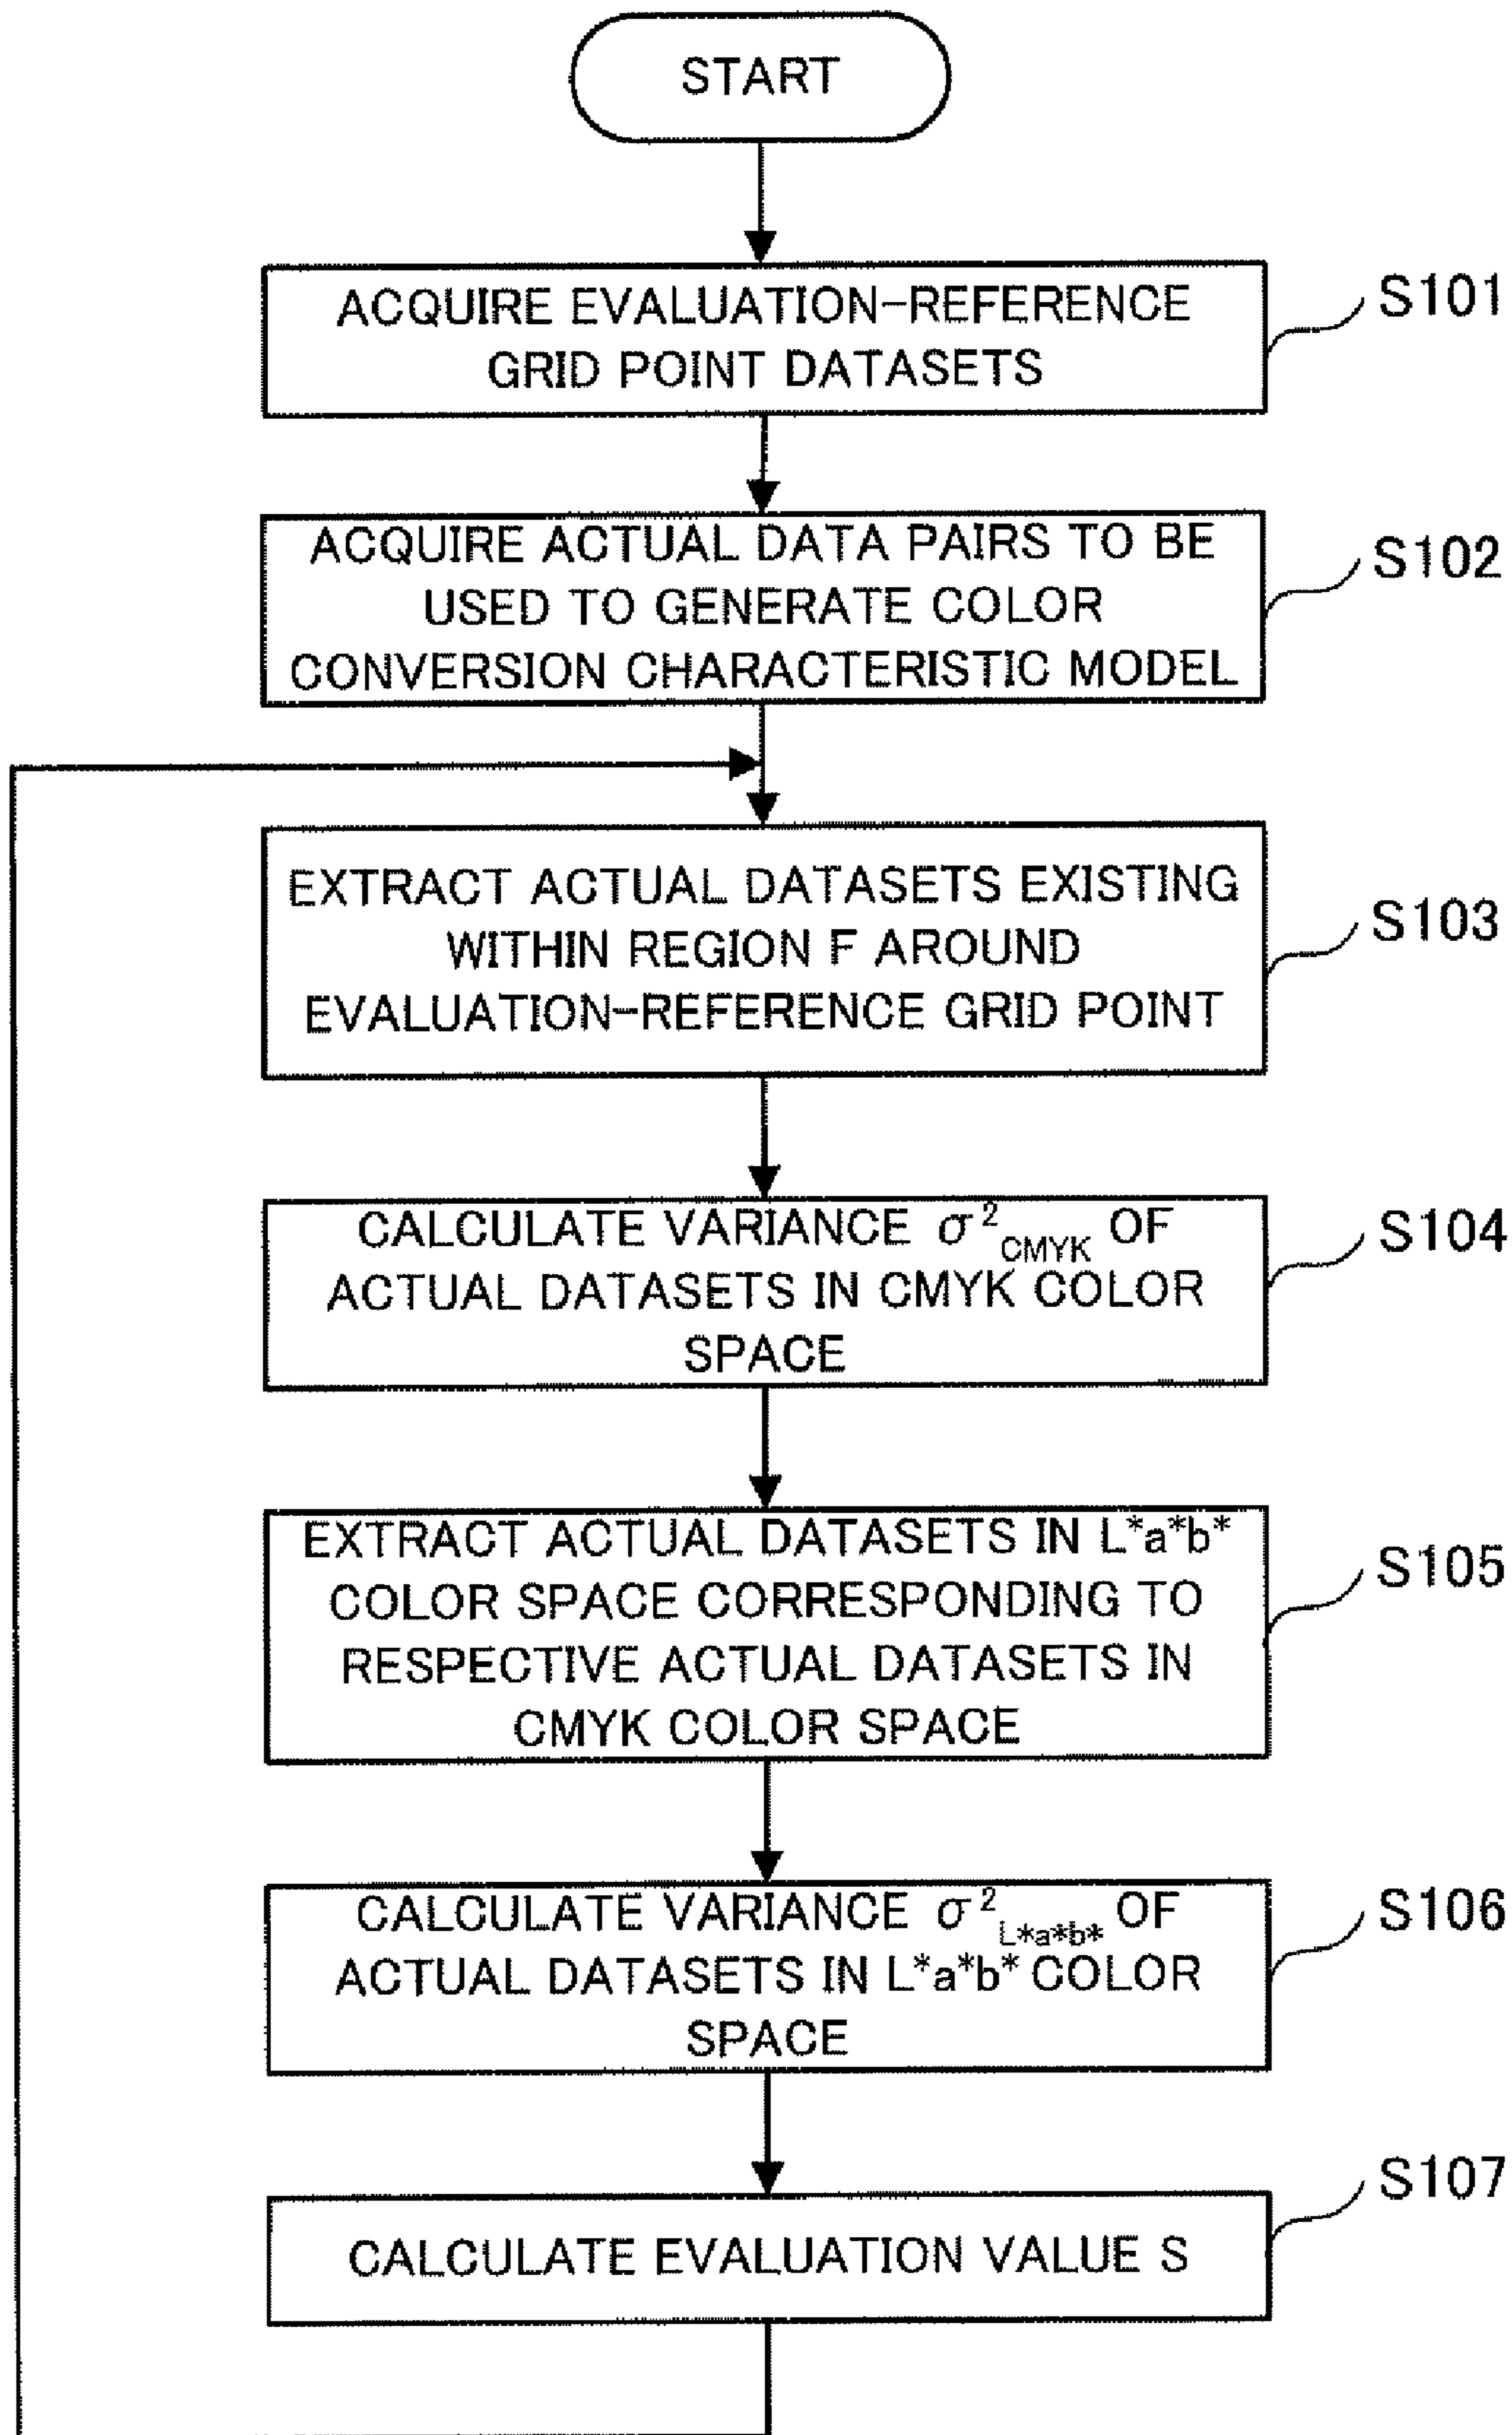 START
ACQUIRE EVALUATION-REFERENCE
GRID POINT DATASETS
S101
ACQUIRE ACTUAL DATA PAIRS TO BE
USED TO GENERATE COLOR
CONVERSION CHARACTERISTIC MODEL
S102
EXTRACT ACTUAL DATASETS EXISTING
WITHIN REGION F AROUND
EVALUATION-REFERENCE GRID POINT
S103
CALCULATE VARIANCE σ²CMYK OF
ACTUAL DATASETS IN CMYK COLOR
SPACE
S104
EXTRACT ACTUAL DATASETS IN L*a*b*
COLOR SPACE CORRESPONDING TO
RESPECTIVE ACTUAL DATASETS IN
CMYK COLOR SPACE
S105
CALCULATE VARIANCE σ²L*a*b* OF
ACTUAL DATASETS IN L*a*b* COLOR
SPACE
S106
CALCULATE EVALUATION VALUE S
S107